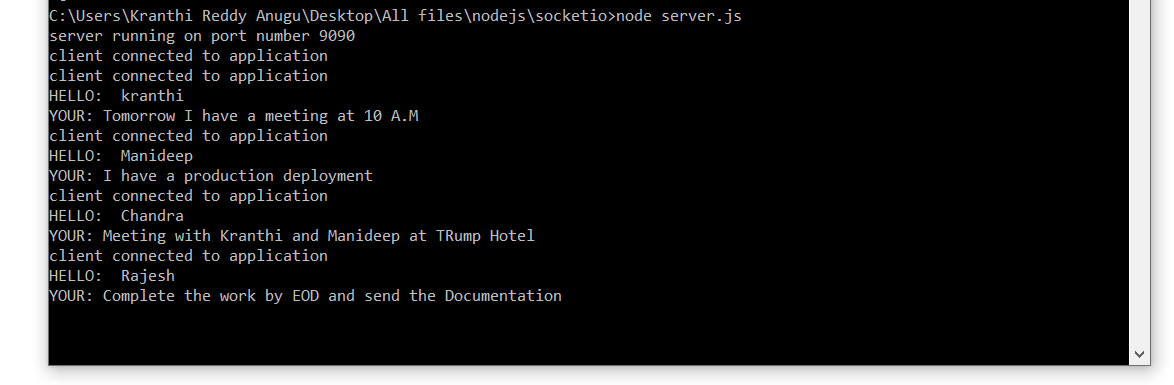 C:\Users\Kranthi Reddy Anugu\Desktop\All files\nodejs\socketio>node server.js
server running on port number 9090
client connected to application
client connected to application
HELLO:  kranthi
YOUR: Tomorrow I have a meeting at 10 A.M
client connected to application
HELLO:  Manideep
YOUR: I have a production deployment
client connected to application
HELLO:  Chandra
YOUR: Meeting with Kranthi and Manideep at TRump Hotel
client connected to application
HELLO:  Rajesh
YOUR: Complete the work by EOD and send the Documentation